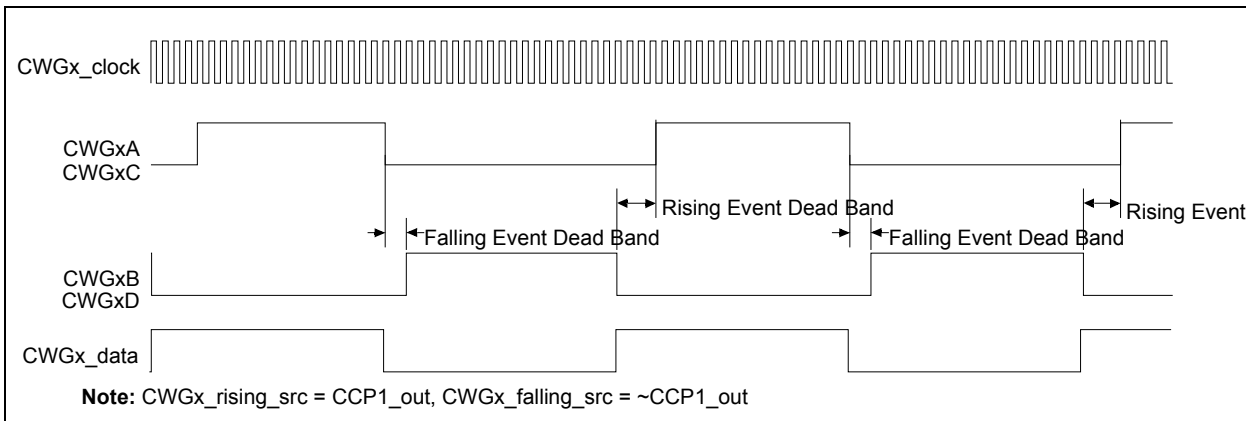 CWGx_clock
CWGxA
CWGxC
Rising Event Dead Band
Rising Event
Falling Event Dead Band
Falling Event Dead Band
CWGxB
CWGxD
CWGx_data
Note: CWGx_rising_src = CCP1_out, CWGx_falling_src = ~CCP1_out